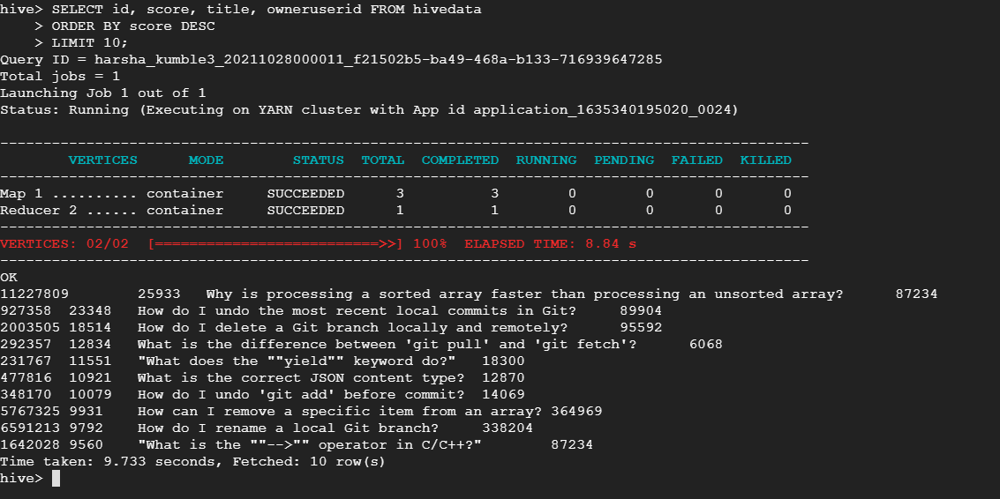 hive> SELECT id, score, title, owneruserid FROM hivedata
    > ORDER BY score DESC
    > LIMIT 10;
Query ID = harsha_kumble3_20211028000011_f21502b5-ba49-468a-b133-716939647285
Total jobs = 1
Launching Job 1 out of 1
Status: Running (Executing on YARN cluster with App id application_1635340195020_0024)

----------------------------------------------------------------------------------------------
        VERTICES      MODE        STATUS  TOTAL  COMPLETED  RUNNING  PENDING  FAILED  KILLED
----------------------------------------------------------------------------------------------
Map 1 .......... container     SUCCEEDED      3          3        0        0       0       0
Reducer 2 ...... container     SUCCEEDED      1          1        0        0       0       0
----------------------------------------------------------------------------------------------
VERTICES: 02/02  [==========================>>] 100%  ELAPSED TIME: 8.84 s
----------------------------------------------------------------------------------------------
OK
11227809        25933   Why is processing a sorted array faster than processing an unsorted array?      87234
927358  23348   How do I undo the most recent local commits in Git?     89904
2003505 18514   How do I delete a Git branch locally and remotely?      95592
292357  12834   What is the difference between 'git pull' and 'git fetch'?      6068
231767  11551   "What does the ""yield"" keyword do?"   18300
477816  10921   What is the correct JSON content type?  12870
348170  10079   How do I undo 'git add' before commit?  14069
5767325 9931    How can I remove a specific item from an array? 364969
6591213 9792    How do I rename a local Git branch?     338204
1642028 9560    "What is the ""-->"" operator in C/C++?"        87234
Time taken: 9.733 seconds, Fetched: 10 row(s)
hive>